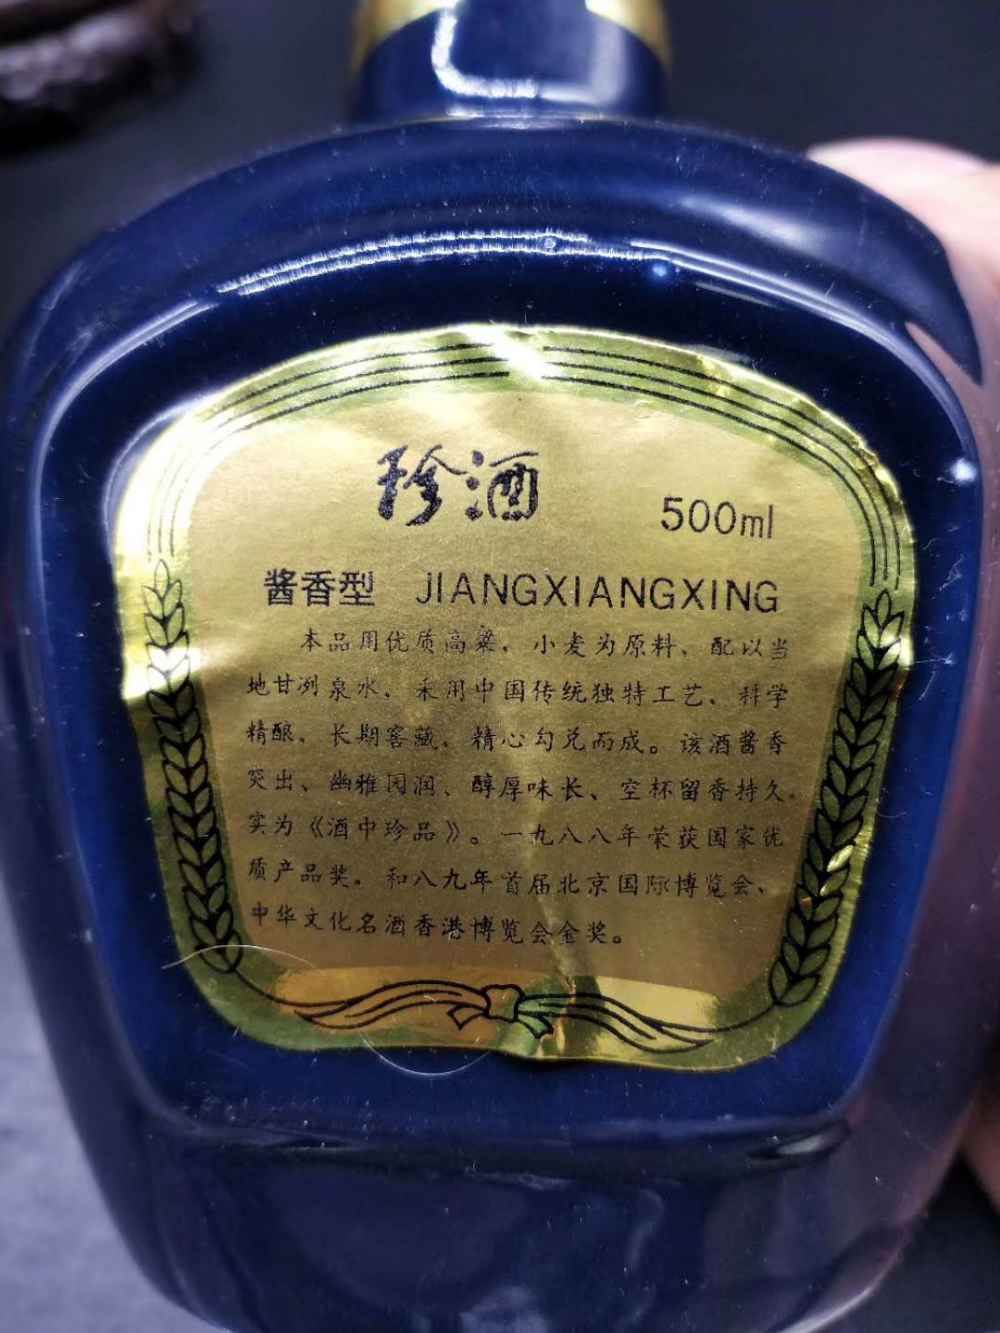 珍酒
500ml
酱香型 JIANGXIANGXING
本品用优质高粱、小麦为原料、配以当
地甘冽泉水、采用中国传统独特工艺、科学
精酿、长期窖藏、精心勾兑而成。该酒酱香
突出、幽雅园润、醇厚味长、空杯留香持久、
实为《酒中珍品》。一九八八年荣获国家优
质产品奖。和八九年首届北京国际博览会、
中华文化名酒香港博览会金奖。